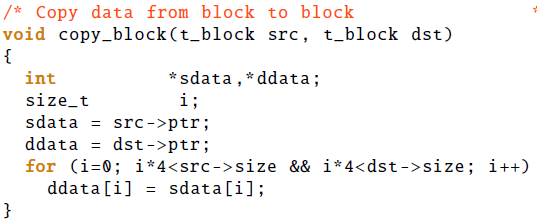 /* Copy data from block to block *
void copy_block(t_block src, t_block dst)
{
  int         *sdata,*ddata;
  size_t       i;
  sdata = src->ptr;
  ddata = dst->ptr;
  for (i=0; i*4<src->size && i*4<dst->size; i++)
    ddata[i] = sdata[i];
}